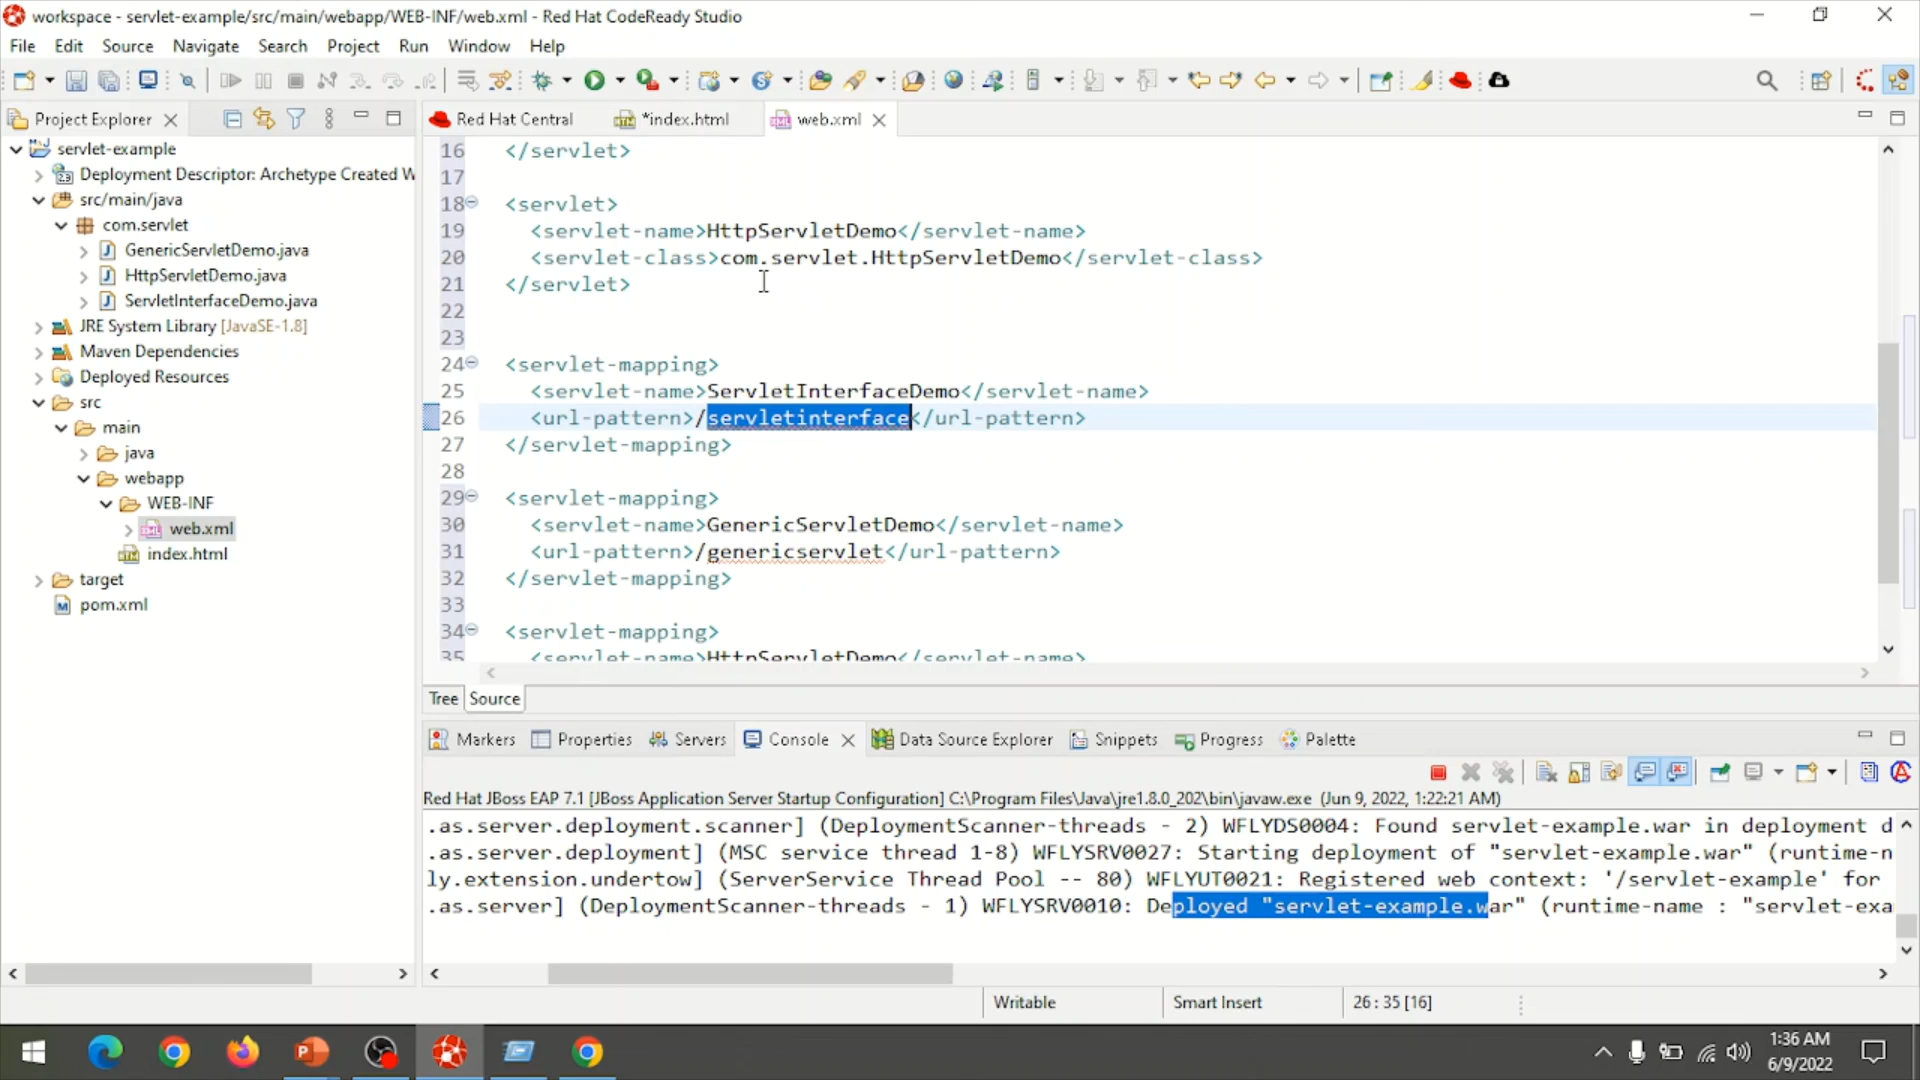 workspace - servlet-example/src/main/webapp/WEB-INF/web.xml - Red Hat CodeReady Studio
File Edit Source Navigate Search Project Run Window Help
Project Explorer
servlet-example
Deployment Descriptor: Archetype Created W
src/main/java
com.servlet
GenericServletDemo.java
HttpServletDemo.java
ServletInterfaceDemo.java
JRE System Library [JavaSE-1.8]
Maven Dependencies
Deployed Resources
src
main
java
webapp
WEB-INF
web.xml
index.html
target
pom.xml
Red Hat Central *index.html web.xml
16 </servlet>
17
18 <servlet>
19 <servlet-name>HttpServletDemo</servlet-name>
20 <servlet-class>com.servlet.HttpServletDemo</servlet-class>
21 </servlet>
22
23
24 <servlet-mapping>
25 <servlet-name>ServletInterfaceDemo</servlet-name>
26 <url-pattern>/servletinterface</url-pattern>
27 </servlet-mapping>
28
29 <servlet-mapping>
30 <servlet-name>GenericServletDemo</servlet-name>
31 <url-pattern>/genericservlet</url-pattern>
32 </servlet-mapping>
33
34 <servlet-mapping>
35 <servlet-name>HttpServletDemo</servlet-name>
Tree Source
Markers Properties Servers Console Data Source Explorer Snippets Progress Palette
Red Hat JBoss EAP 7.1 [JBoss Application Server Startup Configuration] C:\Program Files\Java\jre1.8.0_202\bin\javaw.exe (Jun 9, 2022, 1:22:21 AM)
.as.server.deployment.scanner] (DeploymentScanner-threads - 2) WFLYDS0004: Found servlet-example.war in deployment d
.as.server.deployment] (MSC service thread 1-8) WFLYSRV0027: Starting deployment of "servlet-example.war" (runtime-n
ly.extension.undertow] (ServerService Thread Pool -- 80) WFLYUT0021: Registered web context: '/servlet-example' for
.as.server] (DeploymentScanner-threads - 1) WFLYSRV0010: Deployed "servlet-example.war" (runtime-name : "servlet-exa
Writable Smart Insert 26 : 35 [16]
1:36 AM
6/9/2022